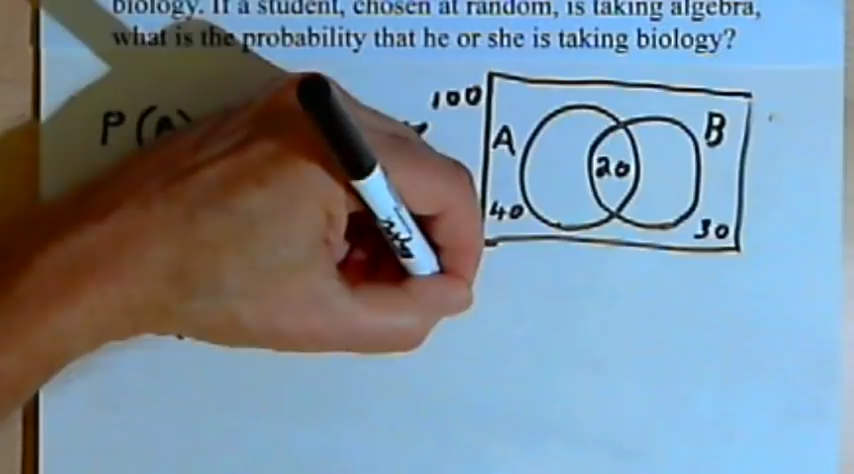 biology. If a student, chosen at random, is taking algebra,
what is the probability that he or she is taking biology?
100
P(A)
A
B
20
40
30